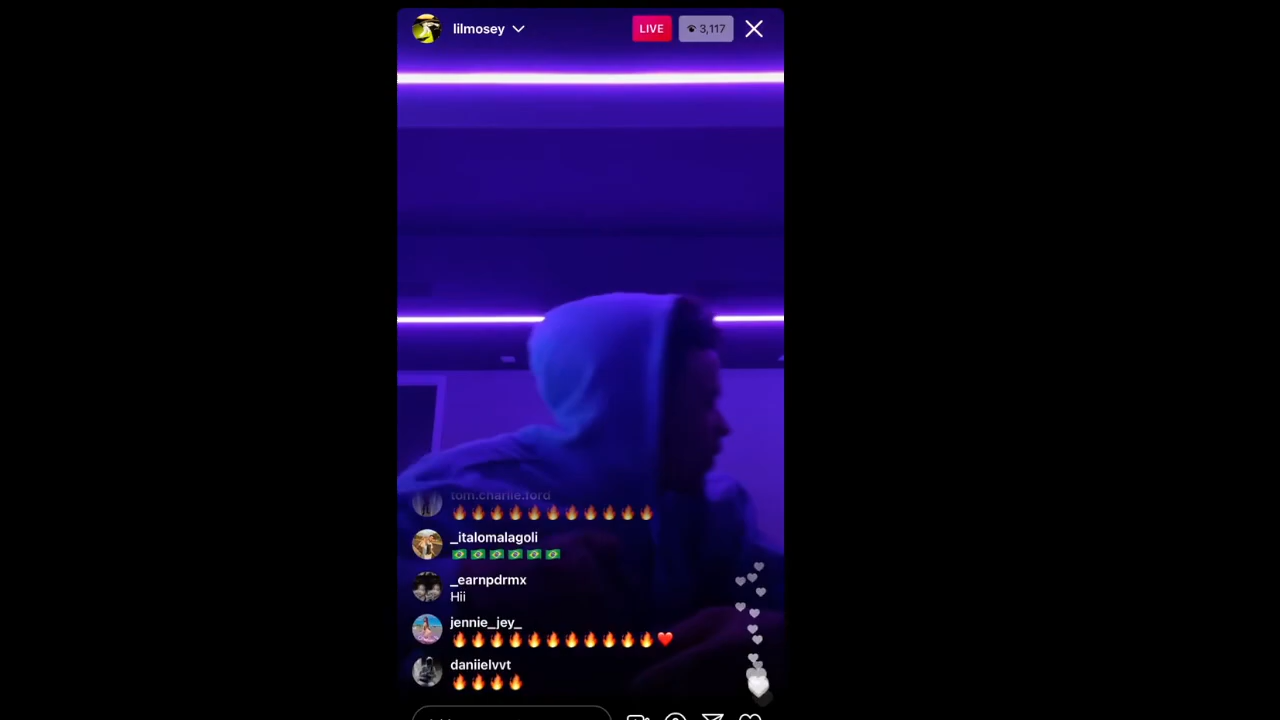 lilmosey
LIVE
3,117
tom.charlie.ford
🔥🔥🔥🔥🔥🔥🔥🔥🔥🔥🔥
_italomalagoli
🇧🇷🇧🇷🇧🇷🇧🇷🇧🇷🇧🇷
_earnpdrmx
Hii
jennie_jey_
🔥🔥🔥🔥🔥🔥🔥🔥🔥🔥🔥❤️
daniielvvt
🔥🔥🔥🔥